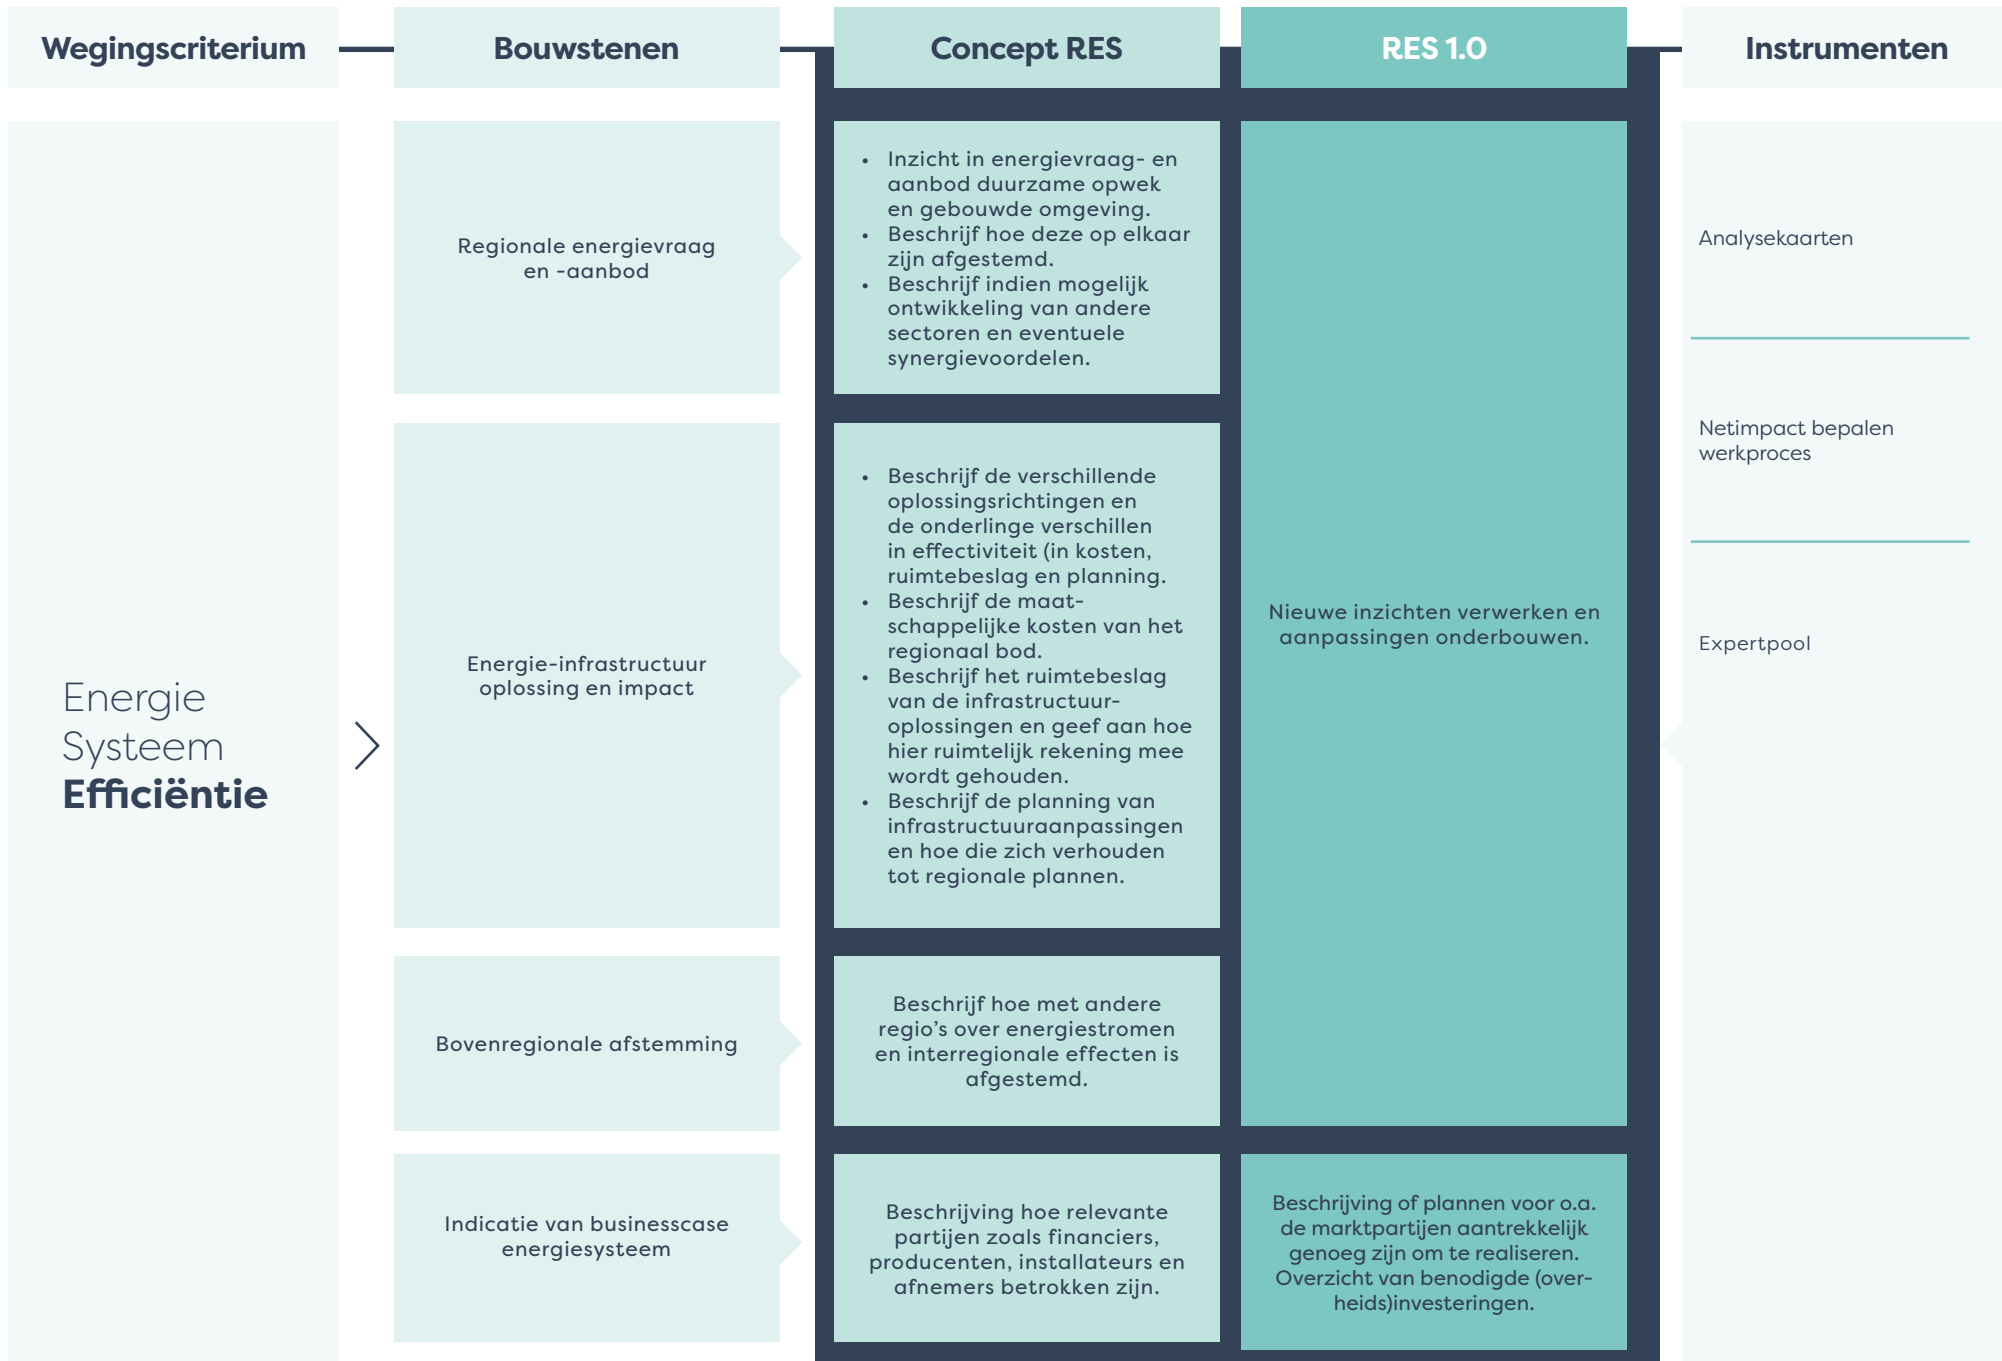 Wegingscriterium
Bouwstenen
Concept RES
RES 1.0
Instrumenten
Energie
Systeem
Efficiëntie
Regionale energievraag
en -aanbod
• Inzicht in energievraag- en
aanbod duurzame opwek
en gebouwde omgeving.
• Beschrijf hoe deze op elkaar
zijn afgestemd.
• Beschrijf indien mogelijk
ontwikkeling van andere
sectoren en eventuele
synergievoordelen.
Energie-infrastructuur
oplossing en impact
• Beschrijf de verschillende
oplossingsrichtingen en
de onderlinge verschillen
in effectiviteit (in kosten,
ruimtebeslag en planning.
• Beschrijf de maat-
schappelijke kosten van het
regionaal bod.
• Beschrijf het ruimtebeslag
van de infrastructuur-
oplossingen en geef aan hoe
hier ruimtelijk rekening mee
wordt gehouden.
• Beschrijf de planning van
infrastructuuraanpassingen
en hoe die zich verhouden
tot regionale plannen.
Bovenregionale afstemming
Beschrijf hoe met andere
regio’s over energiestromen
en interregionale effecten is
afgestemd.
Nieuwe inzichten verwerken en
aanpassingen onderbouwen.
Indicatie van businesscase
energiesysteem
Beschrijving hoe relevante
partijen zoals financiers,
producenten, installateurs en
afnemers betrokken zijn.
Beschrijving of plannen voor o.a.
de marktpartijen aantrekkelijk
genoeg zijn om te realiseren.
Overzicht van benodigde (over-
heids)investeringen.
Analysekaarten
Netimpact bepalen
werkproces
Expertpool